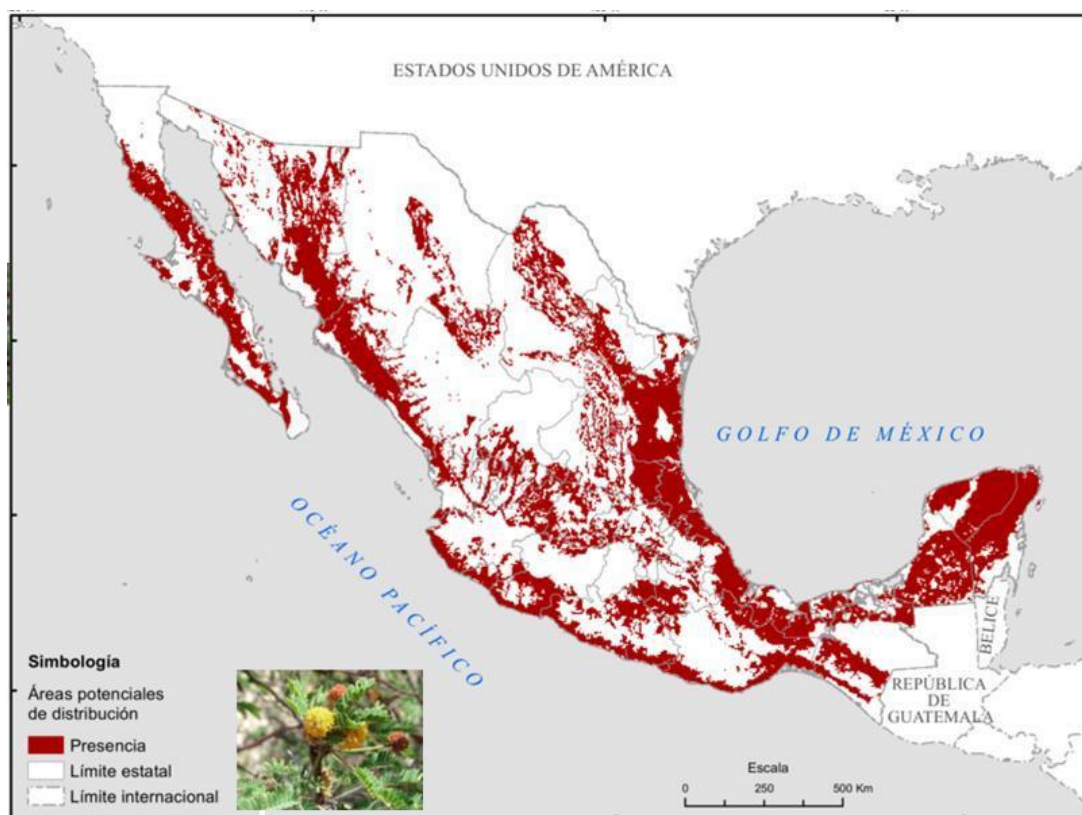 ESTADOS UNIDOS DE AMÉRICA
GOLFO DE MÉXICO
OCÉANO PACÍFICO
BELICE
REPÚBLICA
DE
GUATEMALA
Simbología
Áreas potenciales
de distribución
Presencia
Límite estatal
Límite internacional
Escala
0 250 500 Km